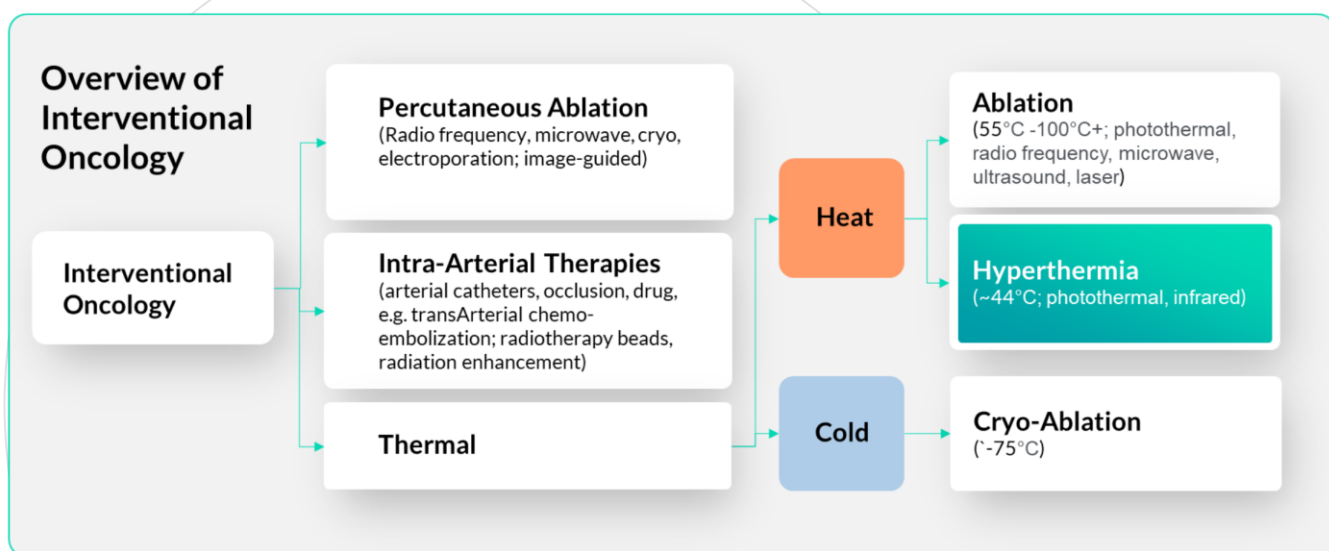 Overview of
Interventional
Oncology
Interventional
Oncology
Percutaneous Ablation
(Radio frequency, microwave, cryo,
electroporation; image-guided)
Intra-Arterial Therapies
(arterial catheters, occlusion, drug,
e.g. transArterial chemo-
embolization; radiotherapy beads,
radiation enhancement)
Thermal
Heat
Cold
Ablation
(55°C -100°C+; photothermal,
radio frequency, microwave,
ultrasound, laser)
Hyperthermia
(~44°C; photothermal, infrared)
Cryo-Ablation
(`-75°C)